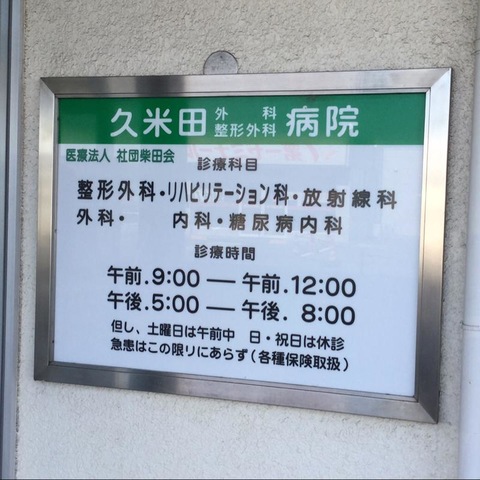 久米田 外科 整形外科 病院
医療法人 社団柴田会
診療科目
整形外科・リハビリテーション科・放射線科
外科・ 内科・糖尿病内科
診療時間
午前.9:00 — 午前.12:00
午後.5:00 — 午後. 8:00
但し、土曜日は午前中 日・祝日は休診
急患はこの限りにあらず(各種保険取扱)